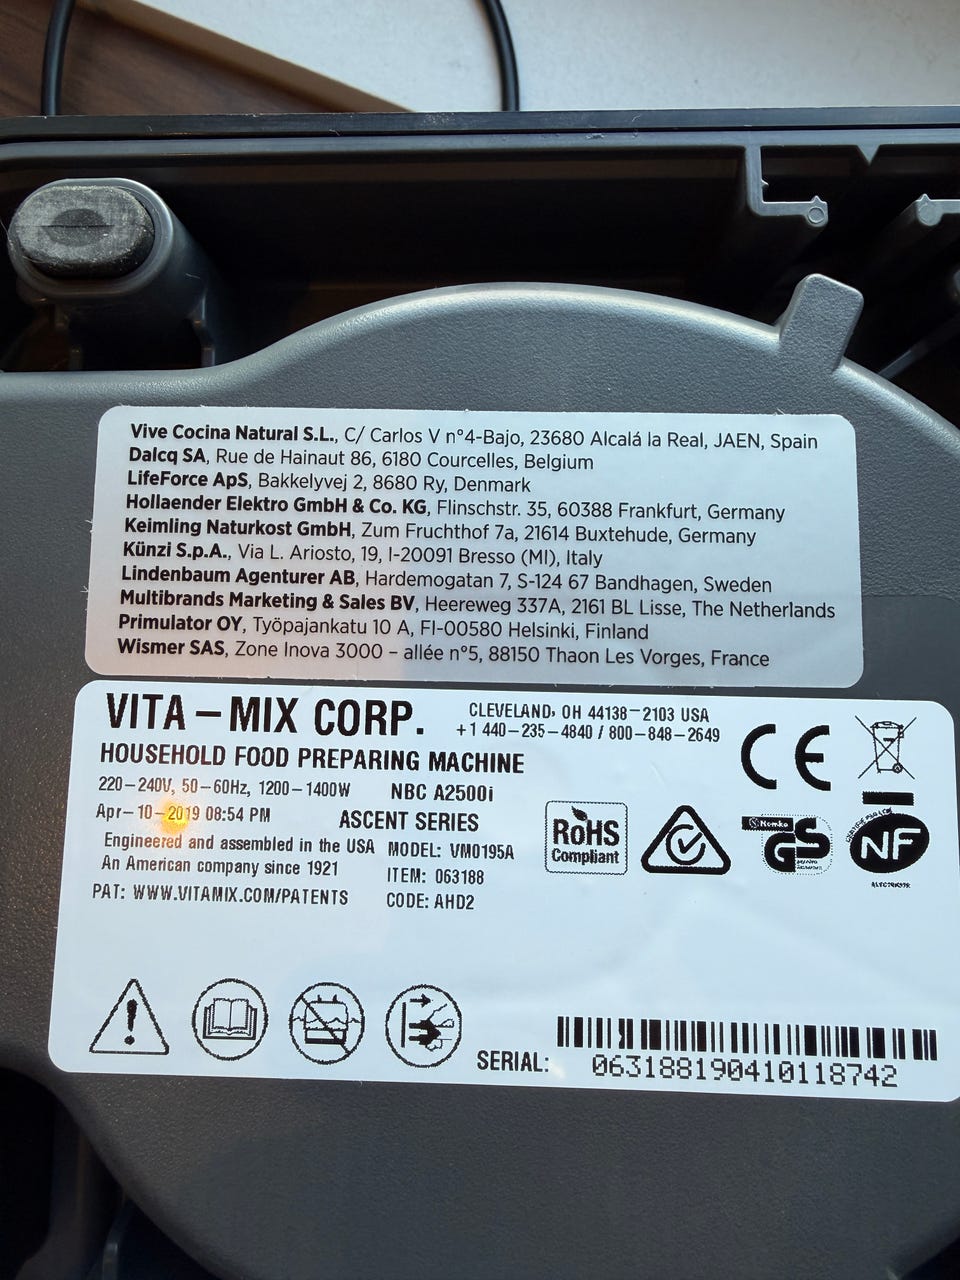 Vive Cocina Natural S.L., C/ Carlos V nº4-Bajo, 23680 Alcalá la Real, JAEN, Spain
Dalcq SA, Rue de Hainaut 86, 6180 Courcelles, Belgium
LifeForce ApS, Bakkelyvej 2, 8680 Ry, Denmark
Hollaender Elektro GmbH & Co. KG, Flinschstr. 35, 60388 Frankfurt, Germany
Keimling Naturkost GmbH, Zum Fruchthof 7a, 21614 Buxtehude, Germany
Künzi S.p.A., Via L. Ariosto, 19, I-20091 Bresso (MI), Italy
Lindenbaum Agenturer AB, Hardemogatan 7, S-124 67 Bandhagen, Sweden
Multibrands Marketing & Sales BV, Heereweg 337A, 2161 BL Lisse, The Netherlands
Primulator OY, Työpajankatu 10 A, FI-00580 Helsinki, Finland
Wismer SAS, Zone Inova 3000 – allée n°5, 88150 Thaon Les Vorges, France
VITA-MIX CORP.
CLEVELAND, OH 44138-2103 USA
+1 440-235-4840 / 800-848-2649
HOUSEHOLD FOOD PREPARING MACHINE
220-240V, 50-60Hz, 1200-1400W
NBC A2500i
Apr-10-2019 08:54 PM
ASCENT SERIES
Engineered and assembled in the USA
MODEL: VM0195A
An American company since 1921
ITEM: 063188
PAT: WWW.VITAMIX.COM/PATENTS
CODE: AHD2
CE
RoHS
Compliant
Nemko
GS
NF
SERIAL:
063188190410118742